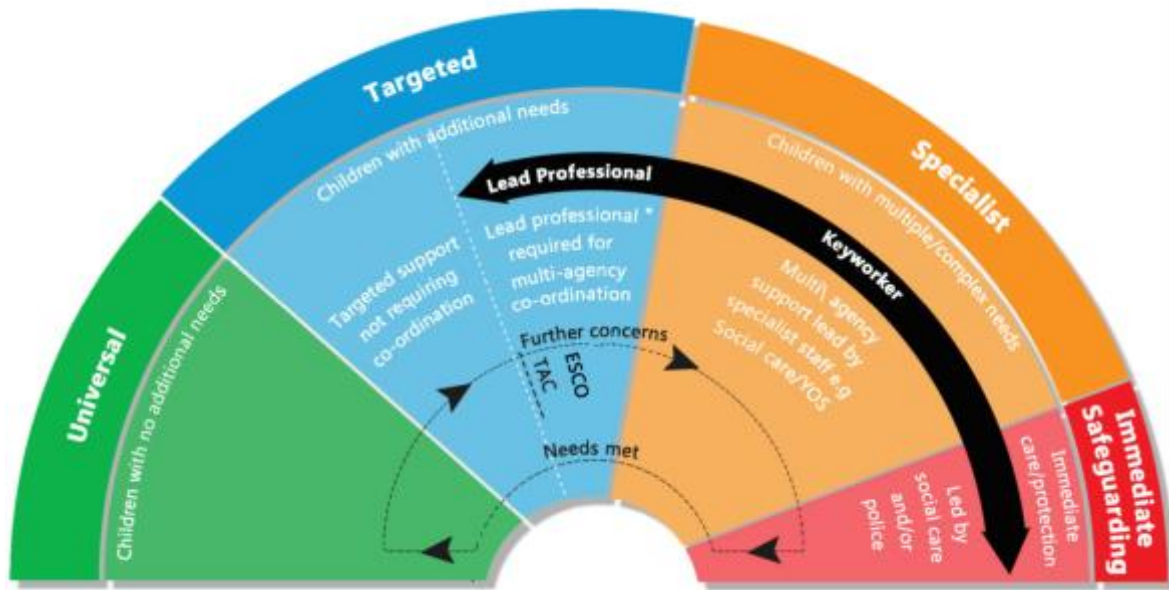 Universal
Children with no additional needs
Targeted
Children with additional needs
Targeted support
not requiring
co-ordination
Lead professional *
required for
multi-agency
co-ordination
Lead Professional
Keyworker
Specialist
Children with multiple/complex needs
Multi\ agency
support lead by
specialist staff e.g
Social care/YOS
Immediate
Safeguarding
Immediate
care/protection
Led by
social care
and/or
police
Further concerns
ESCO
TAC
Needs met